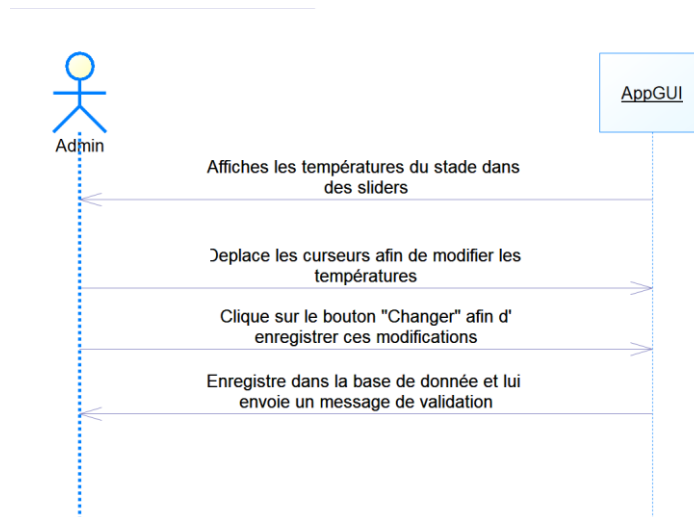 AppGUI
Admin
Affiches les températures du stade dans
des sliders
Deplace les curseurs afin de modifier les
températures
Clique sur le bouton "Changer" afin d'
enregistrer ces modifications
Enregistre dans la base de donnée et lui
envoie un message de validation